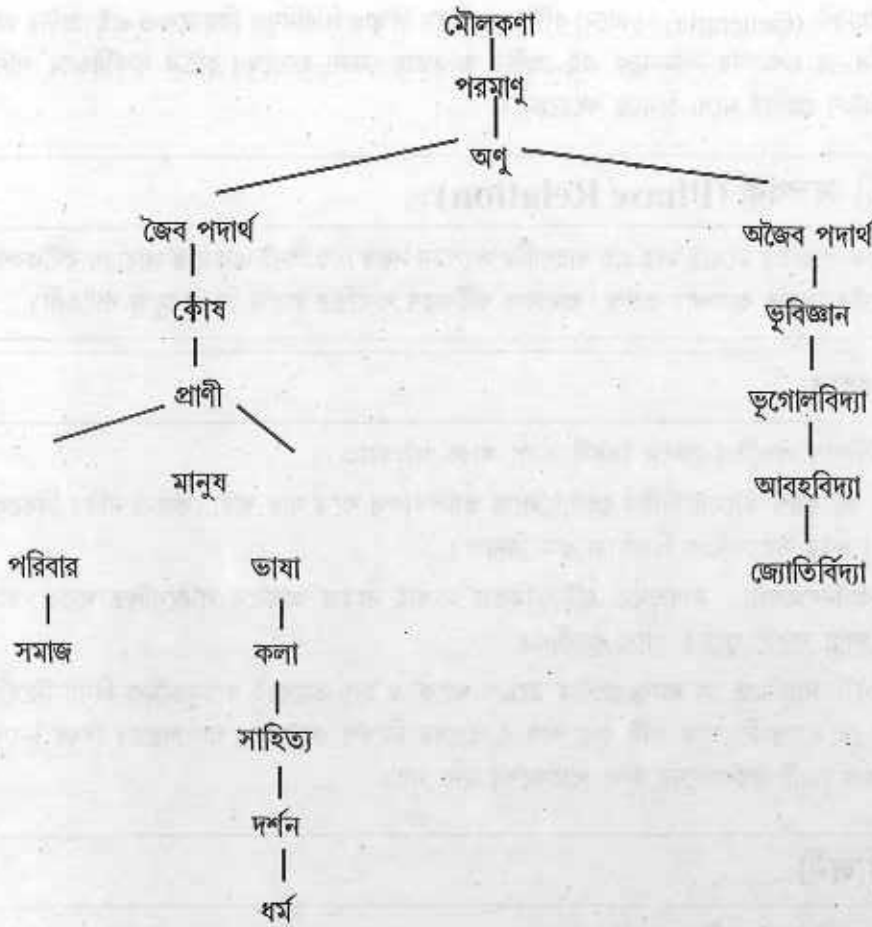 মৌলকণা
পরমাণু
অণু
জৈব পদার্থ অজৈব পদার্থ
কোষ ভূবিজ্ঞান
প্রাণী ভূগোলবিদ্যা
মানুষ আবহবিদ্যা
পরিবার ভাষা জ্যোতির্বিদ্যা
সমাজ কলা
সাহিত্য
দর্শন
ধর্ম